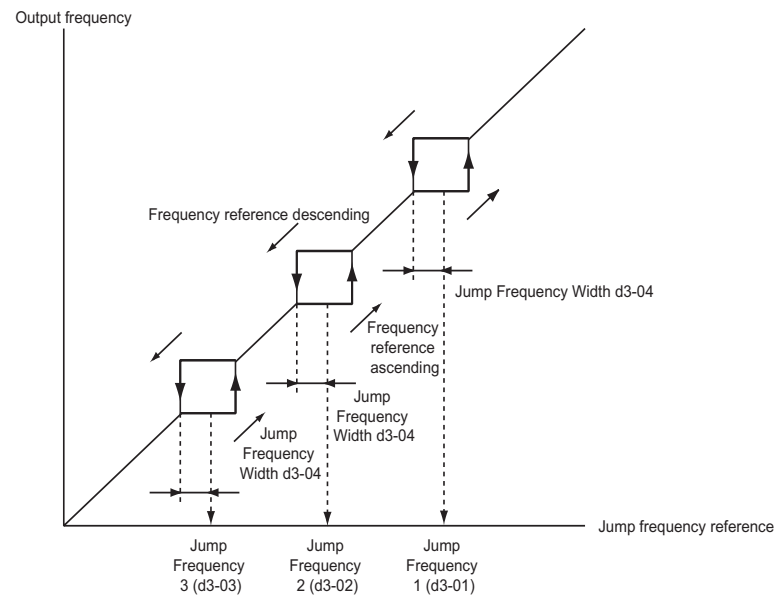 Output frequency
Frequency reference descending
Jump Frequency Width d3-04
Frequency
reference
ascending
Jump
Frequency
Width d3-04
Jump
Frequency
Width d3-04
Jump frequency reference
Jump
Frequency
3 (d3-03)
Jump
Frequency
2 (d3-02)
Jump
Frequency
1 (d3-01)